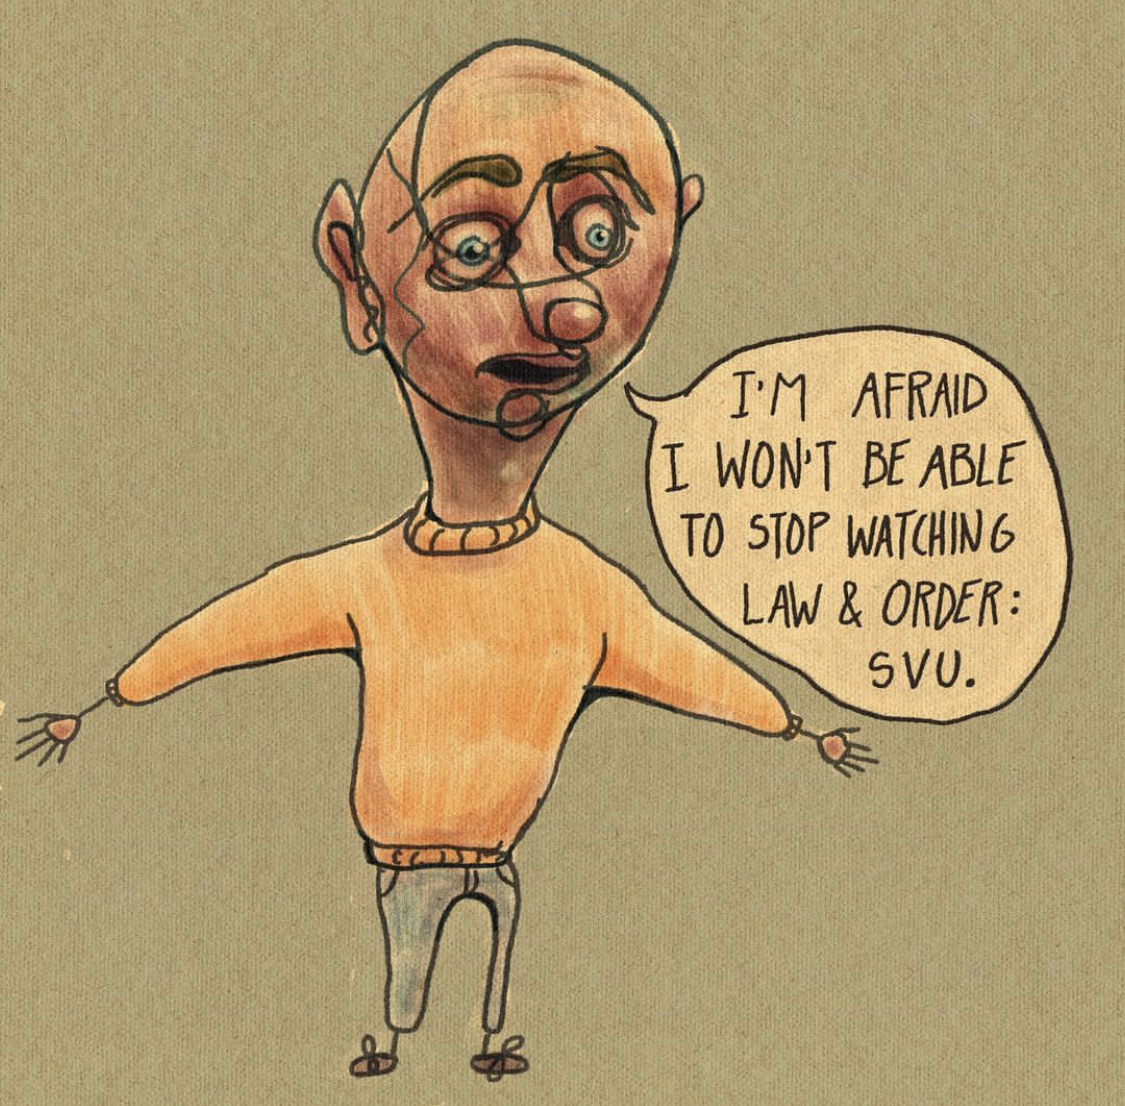 I'M AFRAID
I WON'T BE ABLE
TO STOP WATCHING
LAW & ORDER:
SVU.